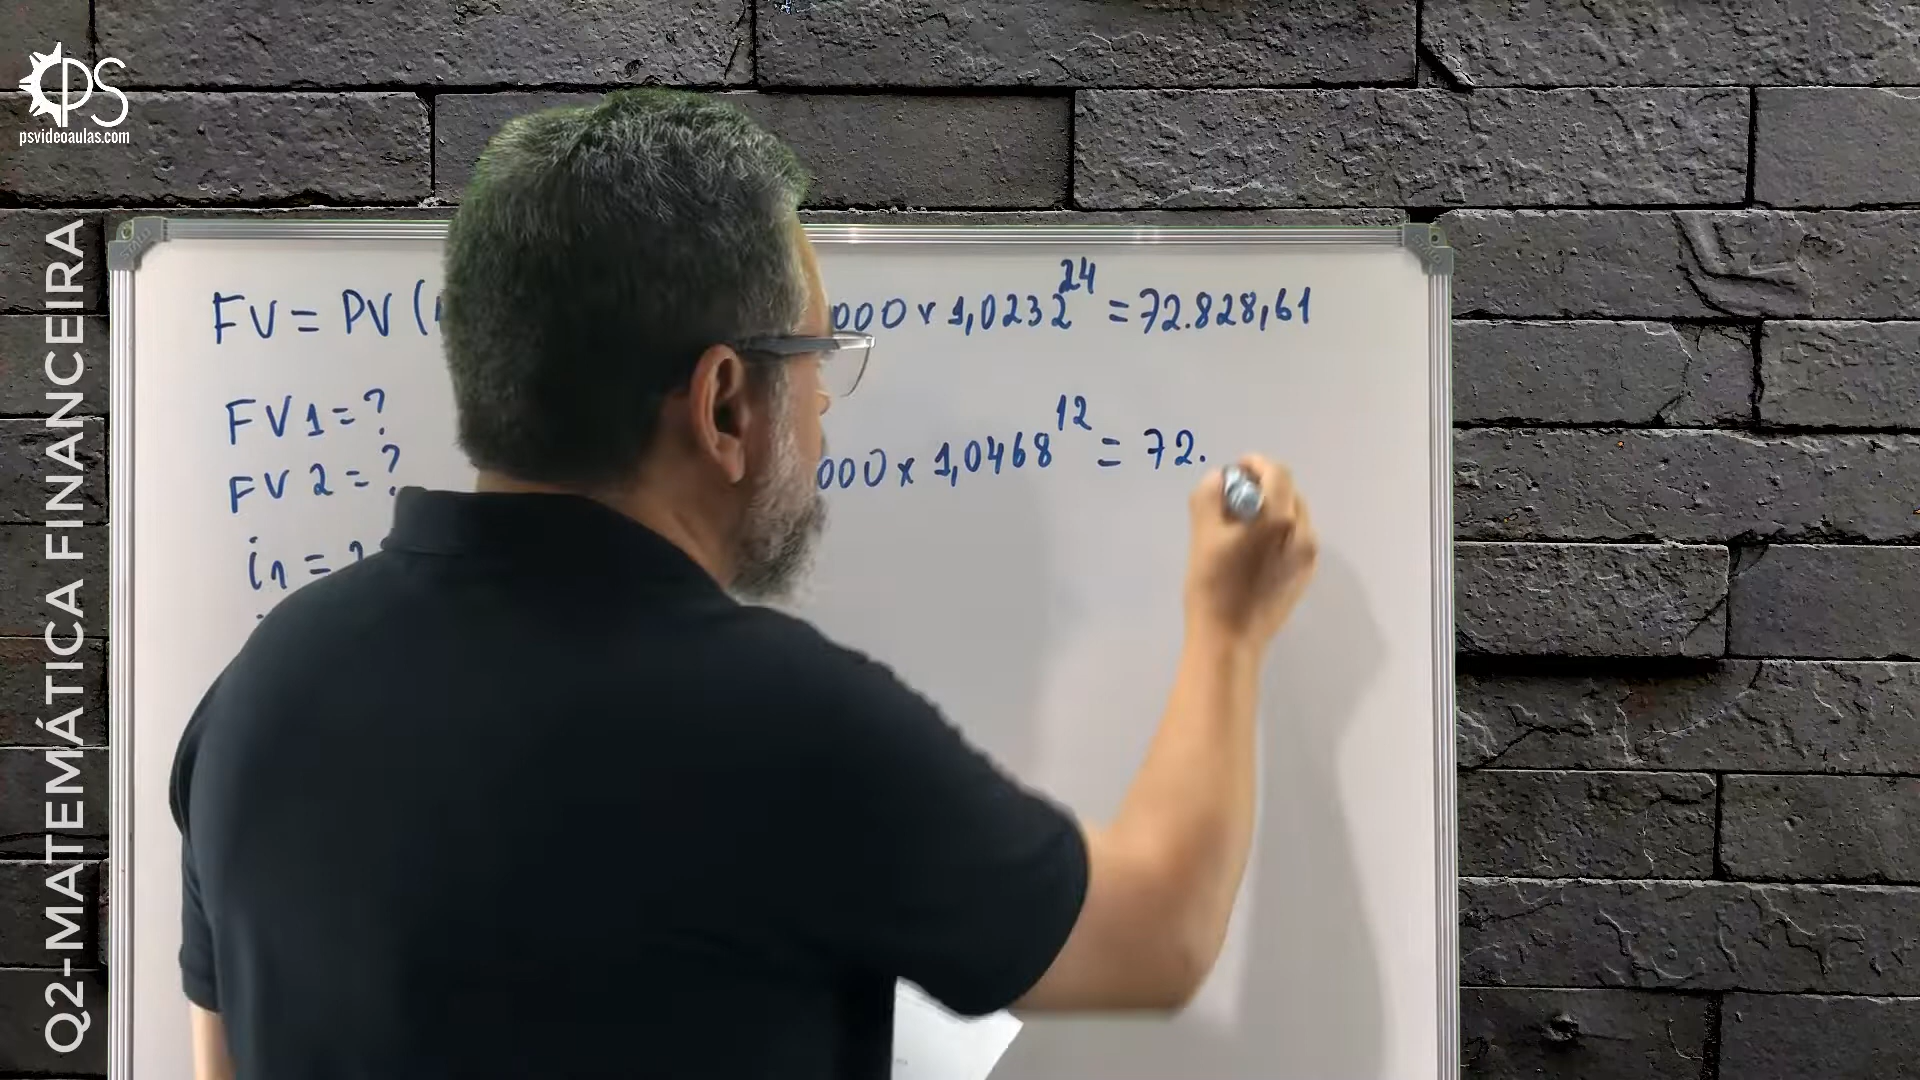 PS
psvideoaulas.com
Q2-MATEMÁTICA FINANCEIRA
FV = PV (
000 x 1,0232^24 = 72.828,61
FV 1 = ?
FV 2 = ?
000 x 1,0468^12 = 72.
i1 =